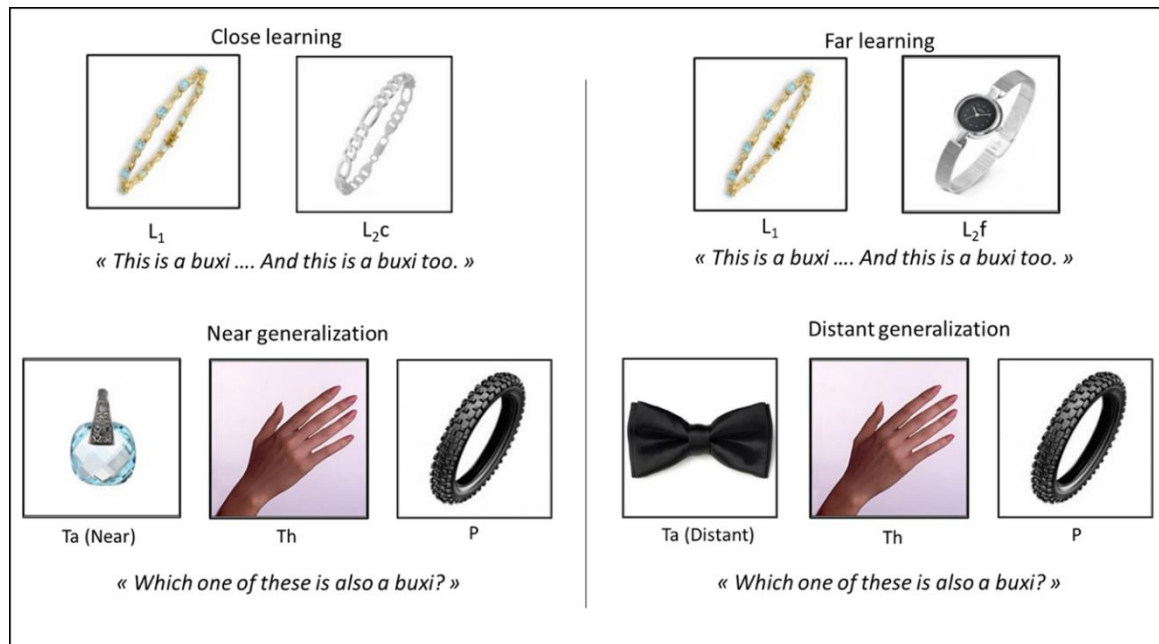 Close learning
L₁
L₂c
« This is a buxi .... And this is a buxi too. »
Near generalization
Ta (Near)
Th
P
« Which one of these is also a buxi? »
Far learning
L₁
L₂f
« This is a buxi .... And this is a buxi too. »
Distant generalization
Ta (Distant)
Th
P
« Which one of these is also a buxi? »